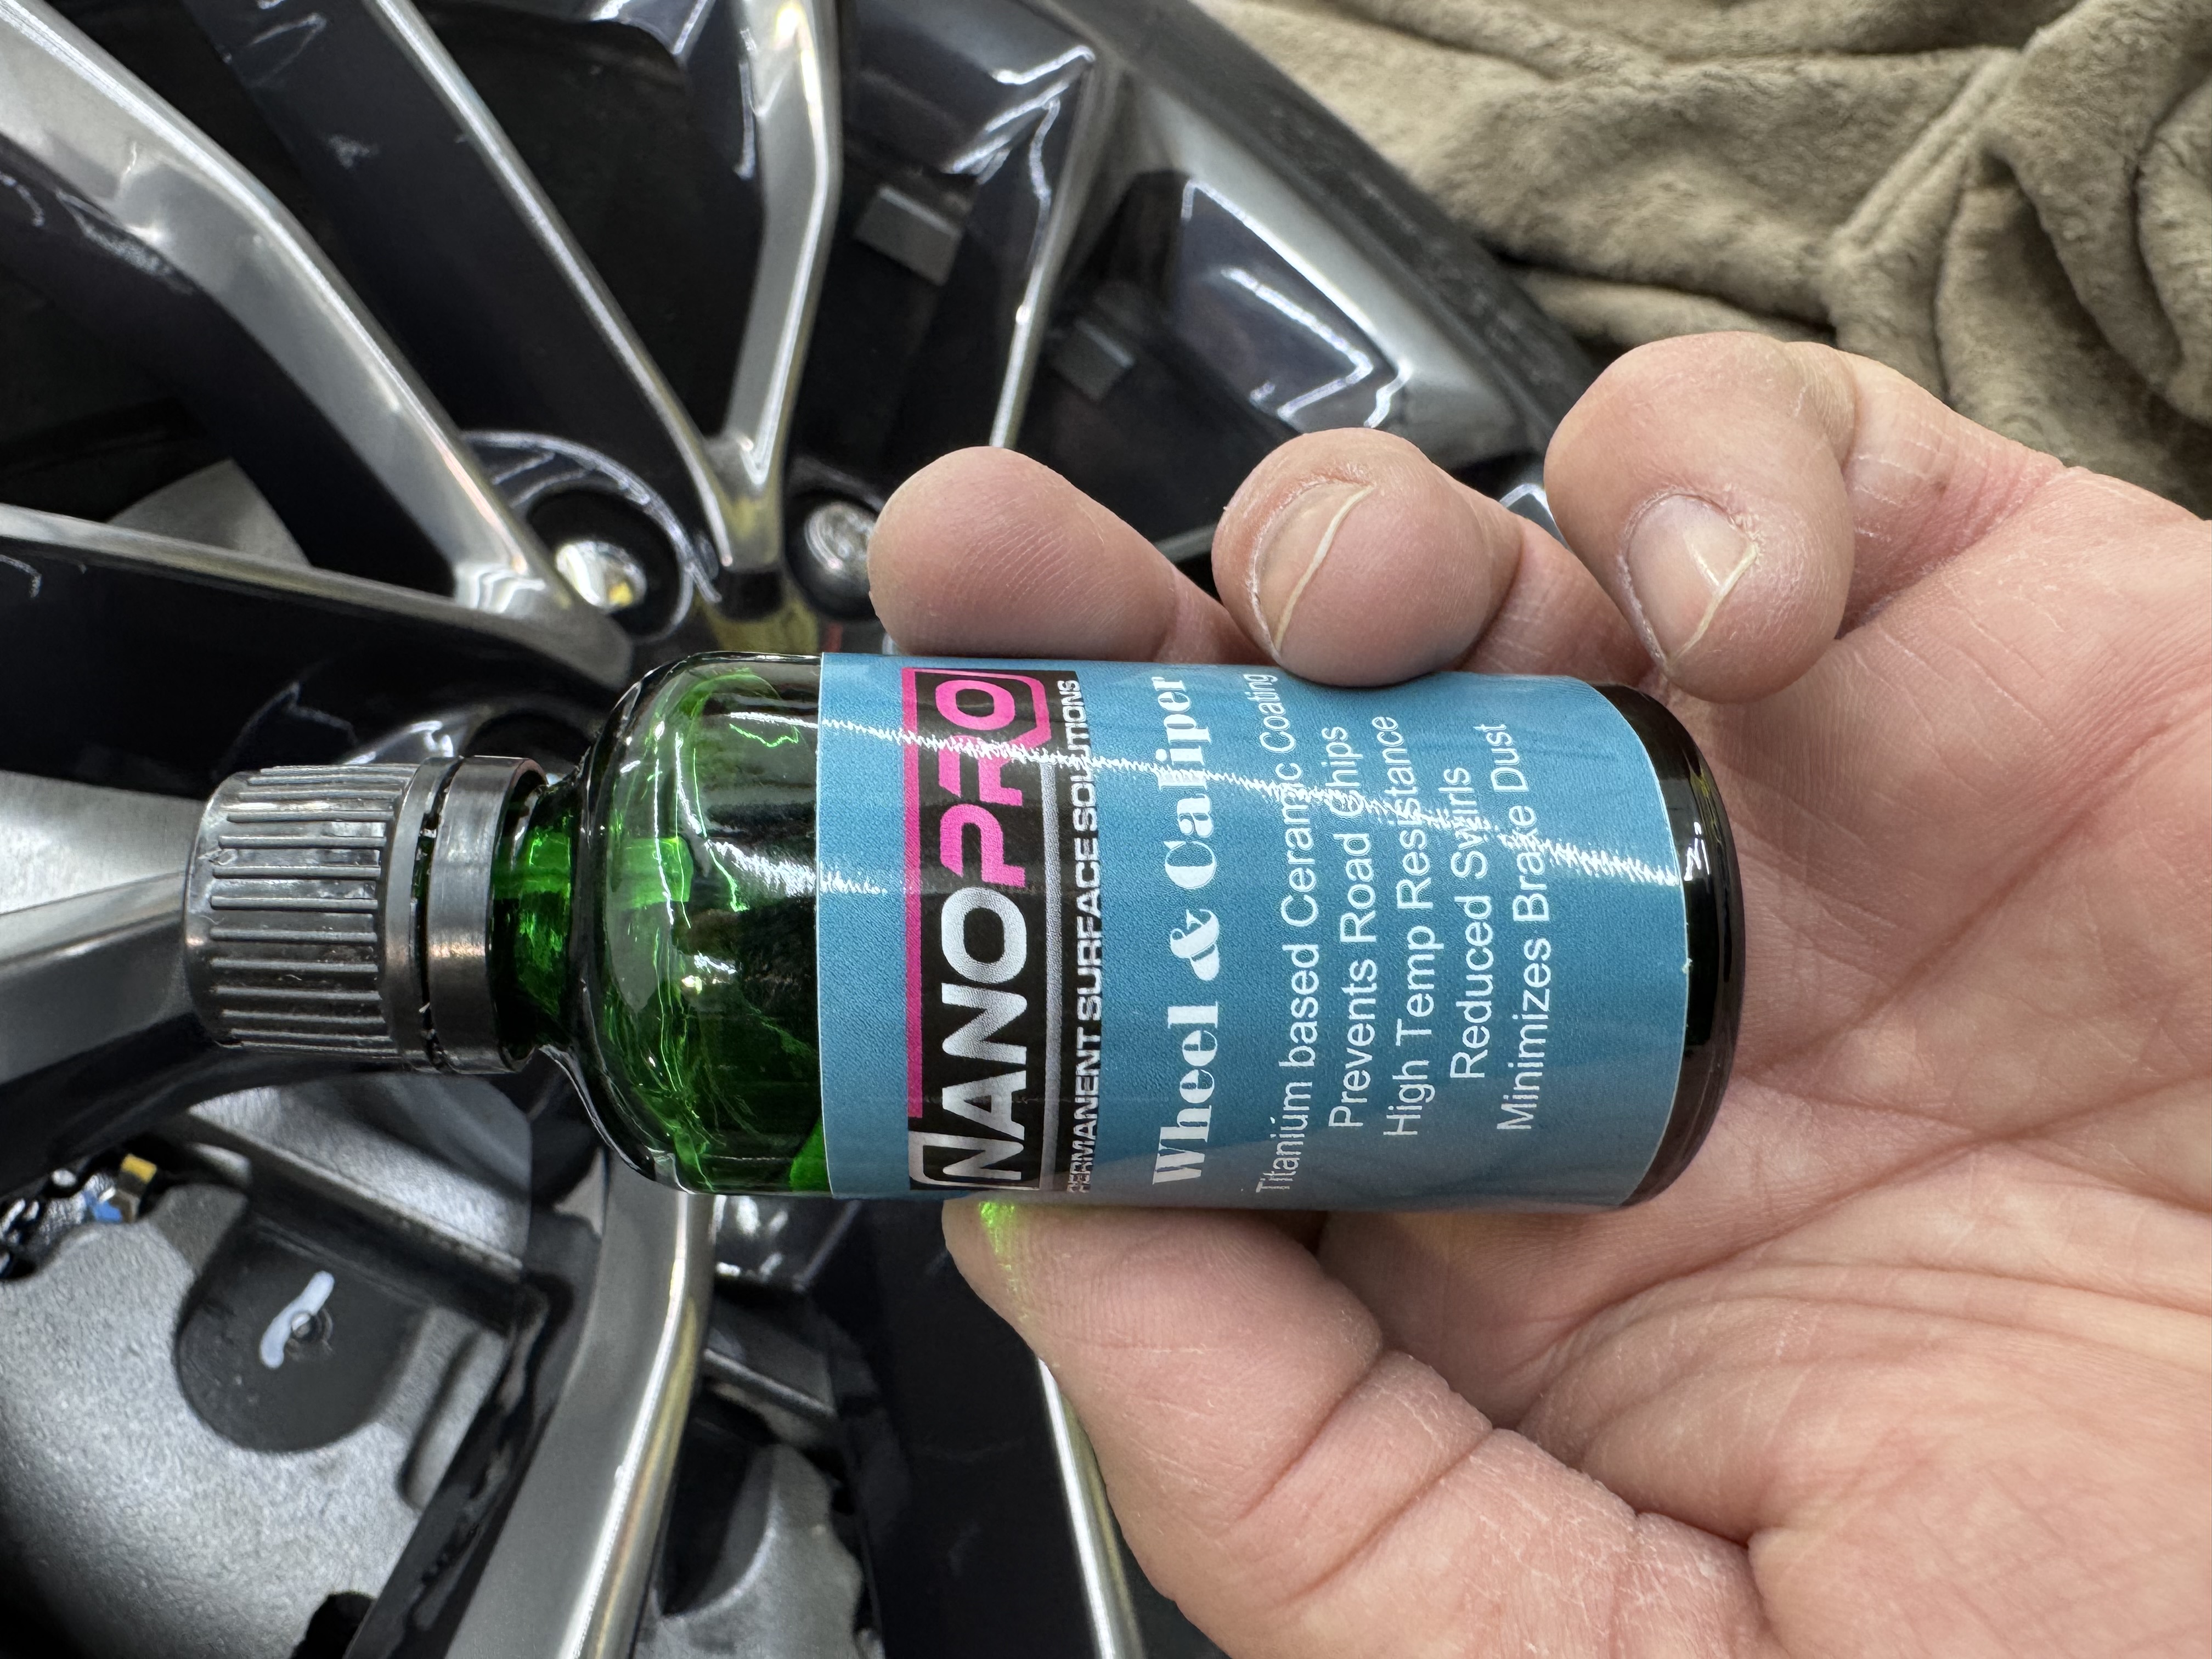 NANOPRO
PERMANENT SURFACE SOLUTIONS
Wheel & Caliper
Titanium based Ceramic Coating
Prevents Road Chips
High Temp Resistance
Reduced Swirls
Minimizes Brake Dust